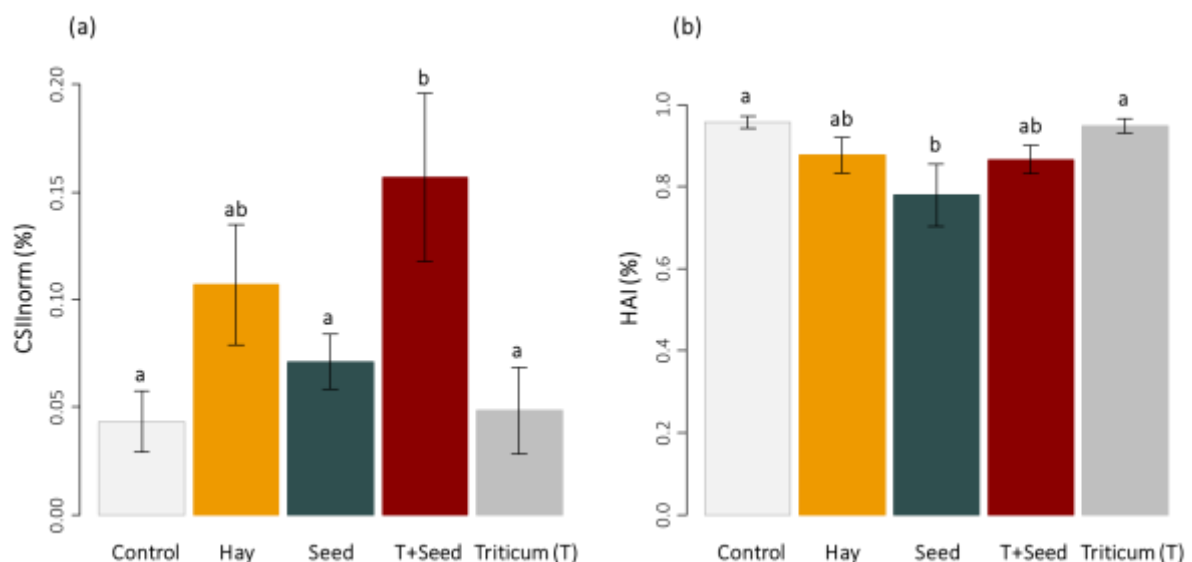 (a)
CSIInorm (%)
0.20
0.15
0.10
0.05
0.00
a
ab
a
b
a
Control
Hay
Seed
T+Seed
Triticum (T)
(b)
HAI (%)
1.0
0.8
0.6
0.4
0.2
0.0
a
ab
b
ab
a
Control
Hay
Seed
T+Seed
Triticum (T)